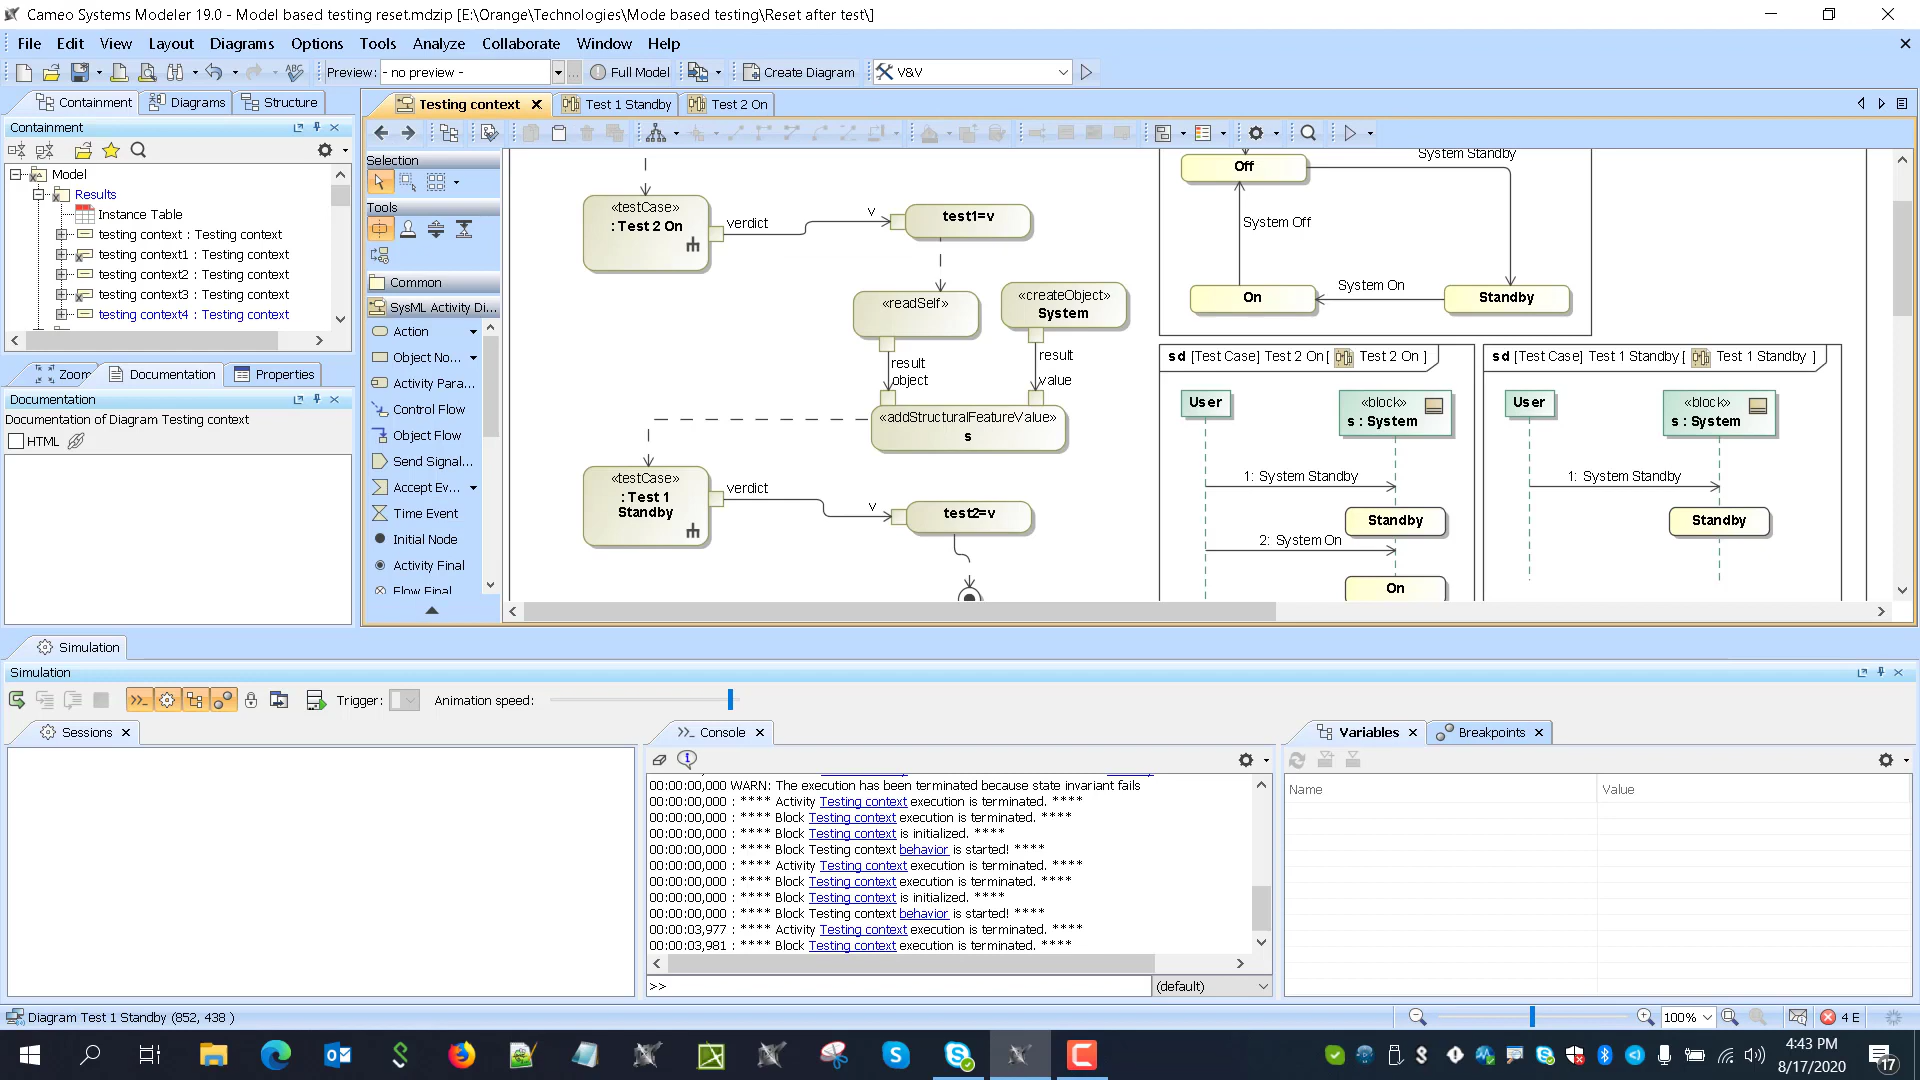 Cameo Systems Modeler 19.0 - Model based testing reset.mdzip [E:\Orange\Technologies\Mode based testing\Reset after test\]
File Edit View Layout Diagrams Options Tools Analyze Collaborate Window Help
Preview: - no preview - Full Model Create Diagram V&V
Containment Diagrams Structure
Testing context Test 1 Standby Test 2 On
Containment
Model
Results
Instance Table
testing context : Testing context
testing context1 : Testing context
testing context2 : Testing context
testing context3 : Testing context
testing context4 : Testing context
Zoom Documentation Properties
Documentation
Documentation of Diagram Testing context
HTML
Selection
Tools
Common
SysML Activity Di...
Action
Object No...
Activity Para...
Control Flow
Object Flow
Send Signal...
Accept Ev...
Time Event
Initial Node
Activity Final
Flow Final
«testCase»
: Test 2 On
verdict
v
test1=v
«readSelf»
«createObject»
System
result
object
result
value
«addStructuralFeatureValue»
s
«testCase»
: Test 1
Standby
verdict
v
test2=v
System Standby
Off
System Off
On
System On
Standby
sd [Test Case] Test 2 On [ Test 2 On ]
User
«block»
s : System
1: System Standby
Standby
2: System On
On
sd [Test Case] Test 1 Standby [ Test 1 Standby ]
User
«block»
s : System
1: System Standby
Standby
Simulation
Simulation
Trigger: Animation speed:
Sessions
Console
00:00:00,000 WARN: The execution has been terminated because state invariant fails
00:00:00,000 : **** Activity Testing context execution is terminated. ****
00:00:00,000 : **** Block Testing context execution is terminated. ****
00:00:00,000 : **** Block Testing context is initialized. ****
00:00:00,000 : **** Block Testing context behavior is started! ****
00:00:00,000 : **** Activity Testing context execution is terminated. ****
00:00:00,000 : **** Block Testing context execution is terminated. ****
00:00:00,000 : **** Block Testing context is initialized. ****
00:00:00,000 : **** Block Testing context behavior is started! ****
00:00:03,977 : **** Activity Testing context execution is terminated. ****
00:00:03,981 : **** Block Testing context execution is terminated. ****
>> (default)
Variables Breakpoints
Name Value
Diagram Test 1 Standby (852, 438 )
100% 4 E
4:43 PM
8/17/2020
17